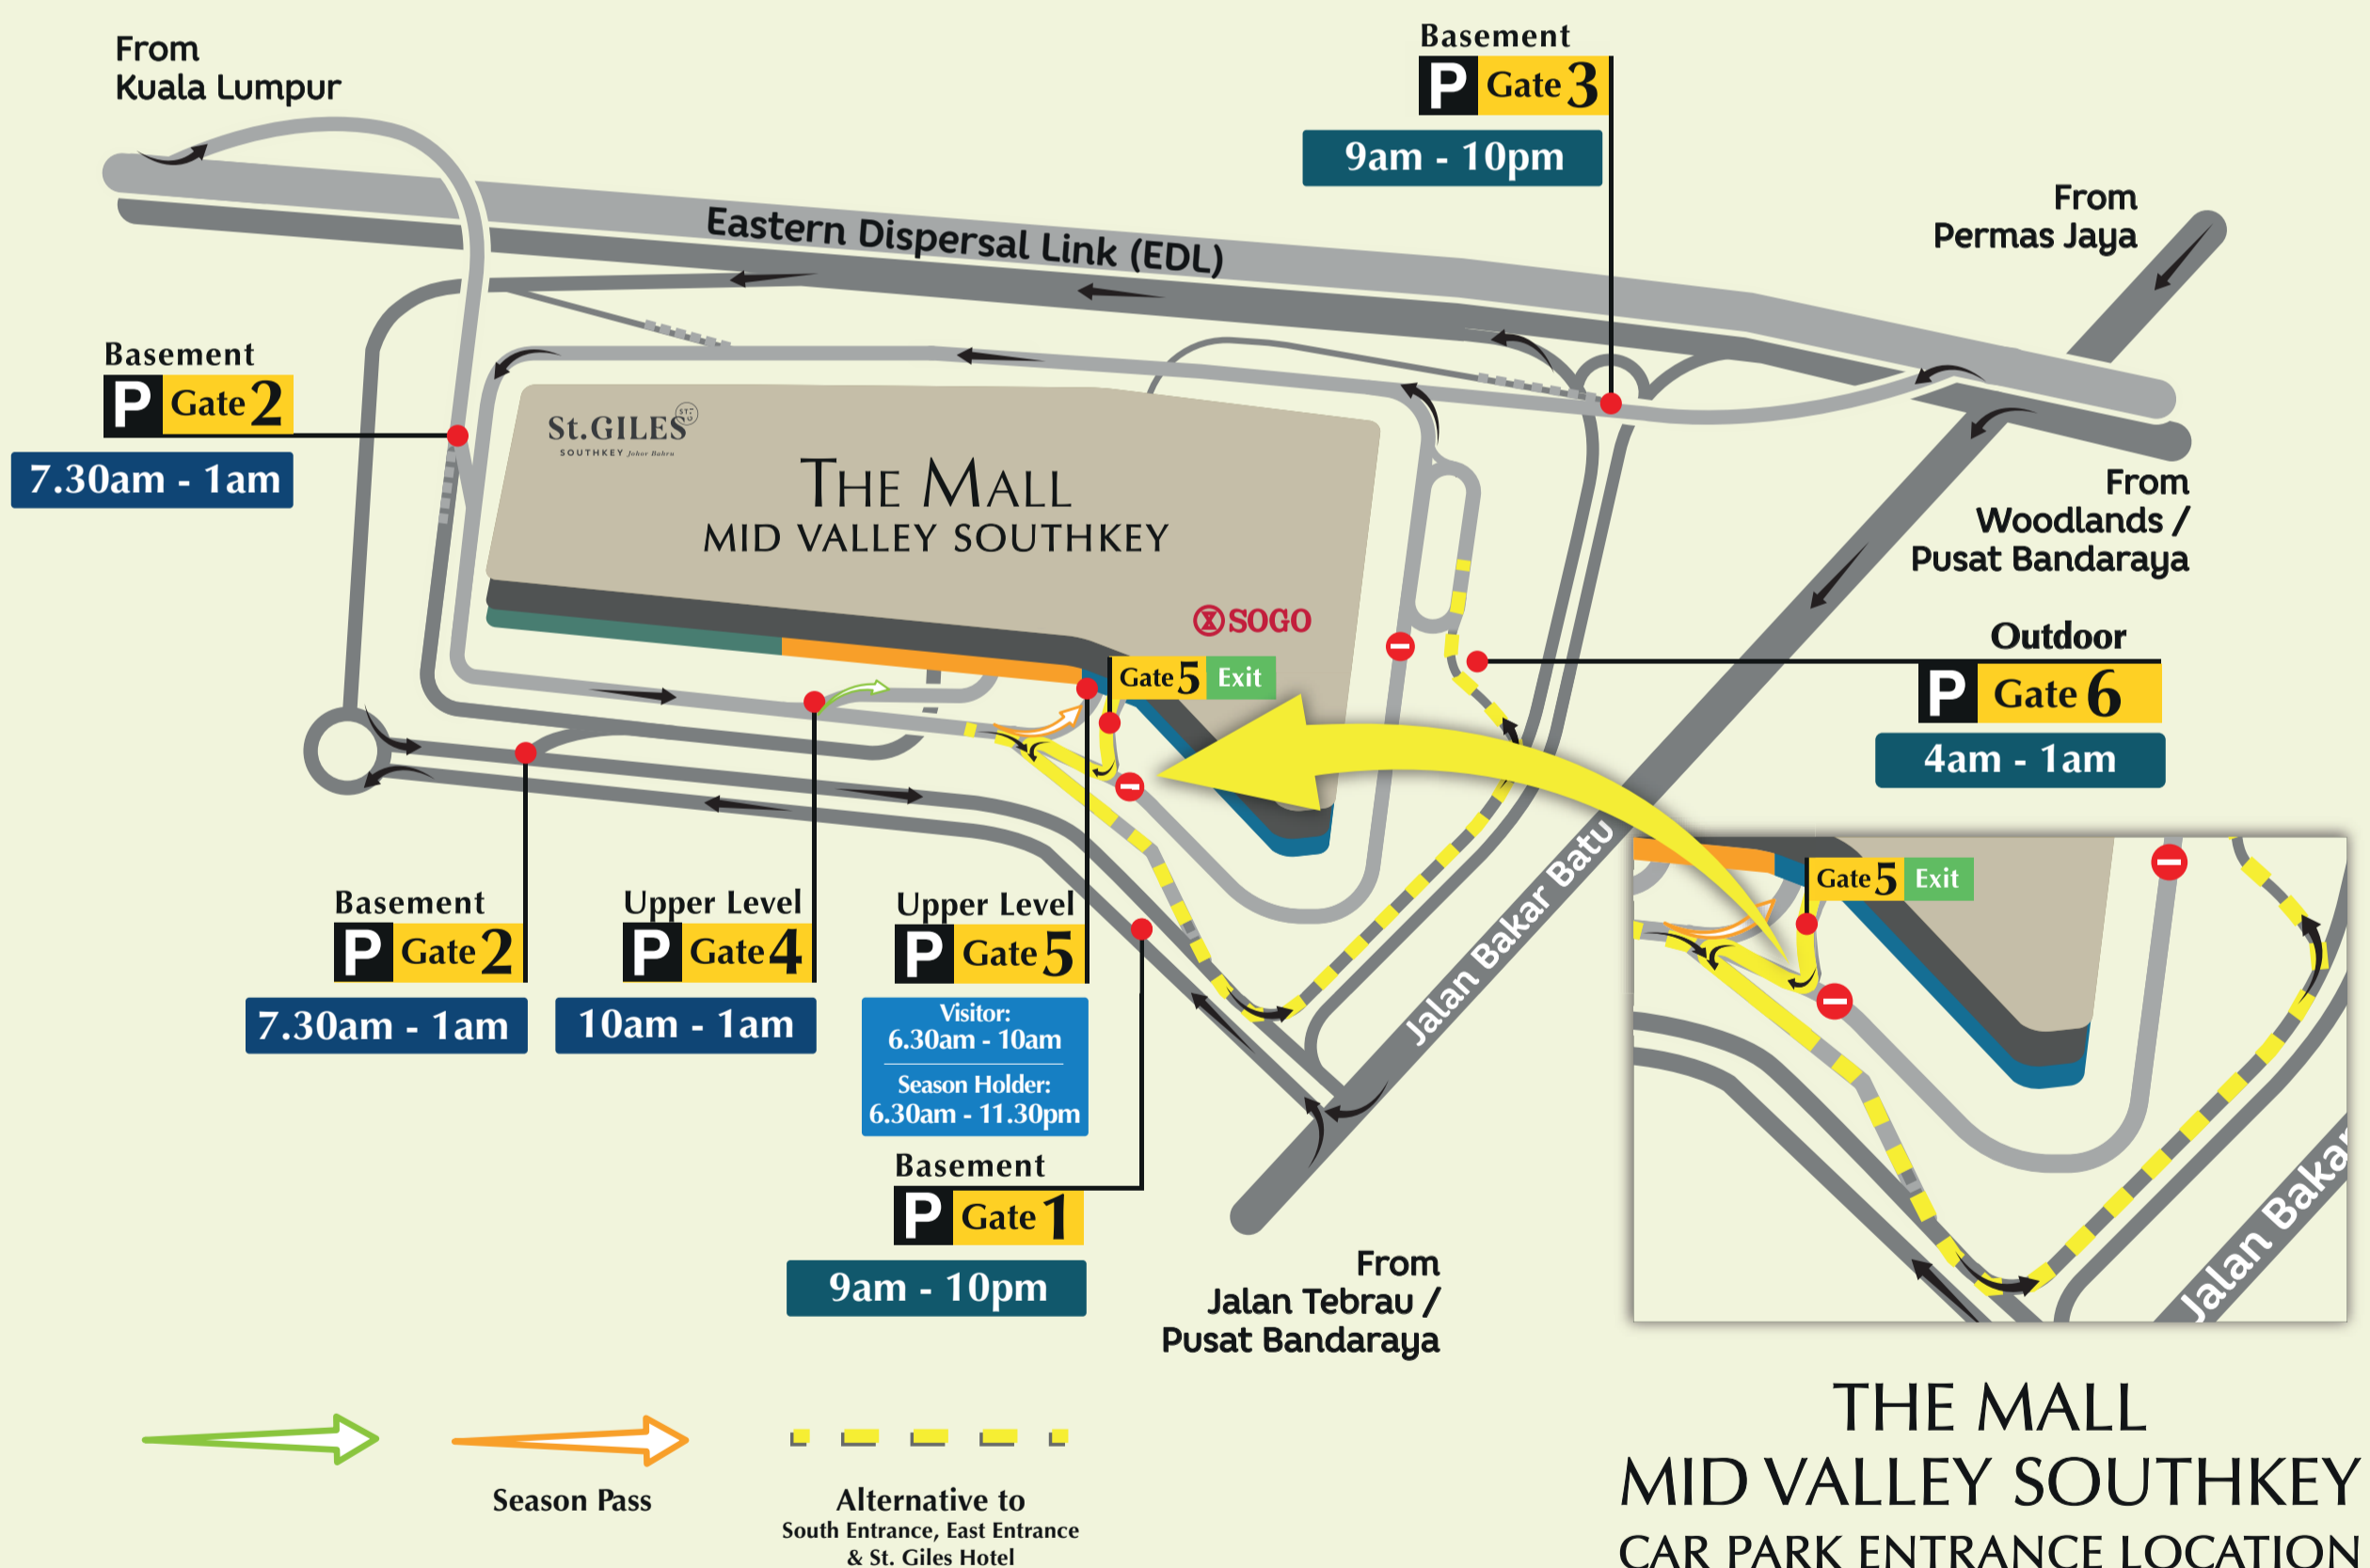 From
Kuala Lumpur
Basement
P Gate 3
9am - 10pm
From
Permas Jaya
Eastern Dispersal Link (EDL)
Basement
P Gate 2
7.30am - 1am
St.GILES
SOUTHKEY Johor Bahru
THE MALL
MID VALLEY SOUTHKEY
SOGO
From
Woodlands /
Pusat Bandaraya
Outdoor
P Gate 6
4am - 1am
Gate 5 Exit
Jalan Bakar Batu
Gate 5 Exit
Jalan Bakar
Basement
P Gate 2
7.30am - 1am
Upper Level
P Gate 4
10am - 1am
Upper Level
P Gate 5
Visitor:
6.30am - 10am
Season Holder:
6.30am - 11.30pm
Basement
P Gate 1
9am - 10pm
From
Jalan Tebrau /
Pusat Bandaraya
Season Pass
Alternative to
South Entrance, East Entrance
& St. Giles Hotel
THE MALL
MID VALLEY SOUTHKEY
CAR PARK ENTRANCE LOCATION